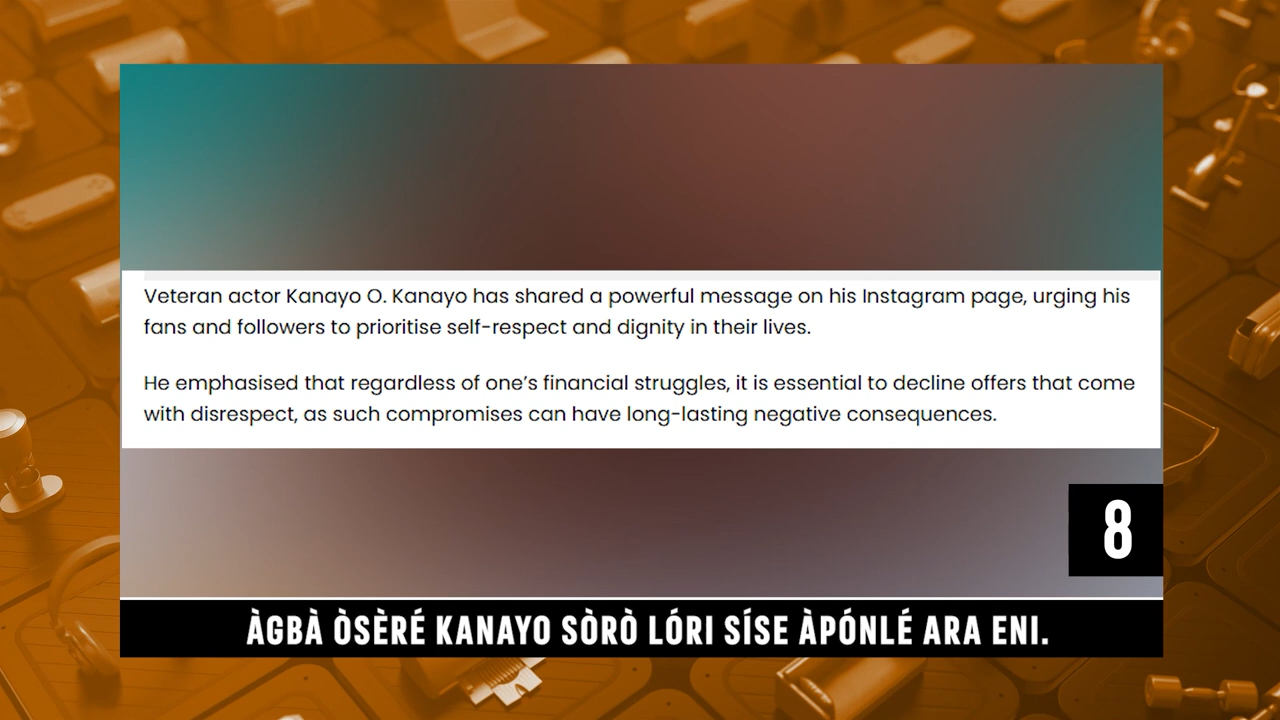 Veteran actor Kanayo O. Kanayo has shared a powerful message on his Instagram page, urging his
fans and followers to prioritise self-respect and dignity in their lives.
He emphasised that regardless of one’s financial struggles, it is essential to decline offers that come
with disrespect, as such compromises can have long-lasting negative consequences.
8
ÀGBÀ ÒSÈRÉ KANAYO SÒRÒ LÓRI SÍSE ÀPÓNLÉ ARA ENI.